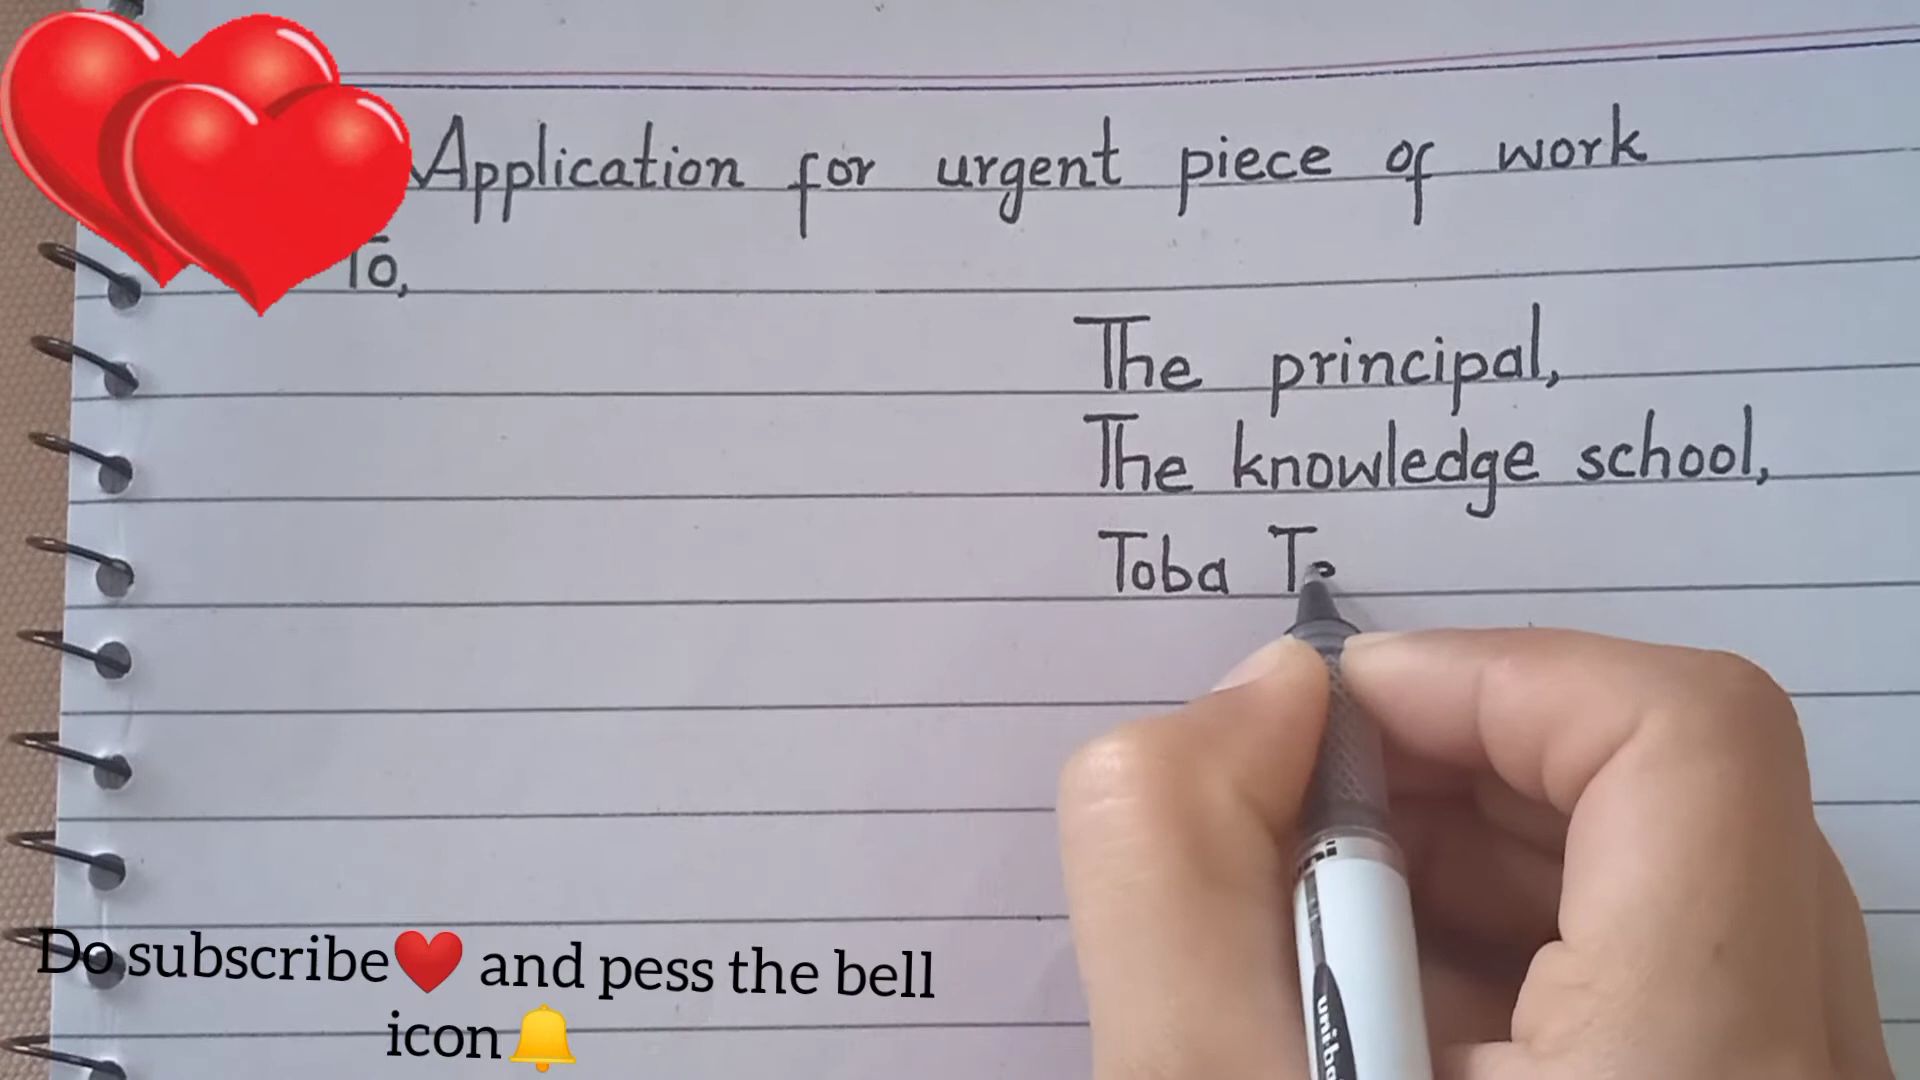 Application for urgent piece of work
To,
The principal,
The knowledge school,
Toba
Do subscribe❤️ and pess the bell
icon🔔